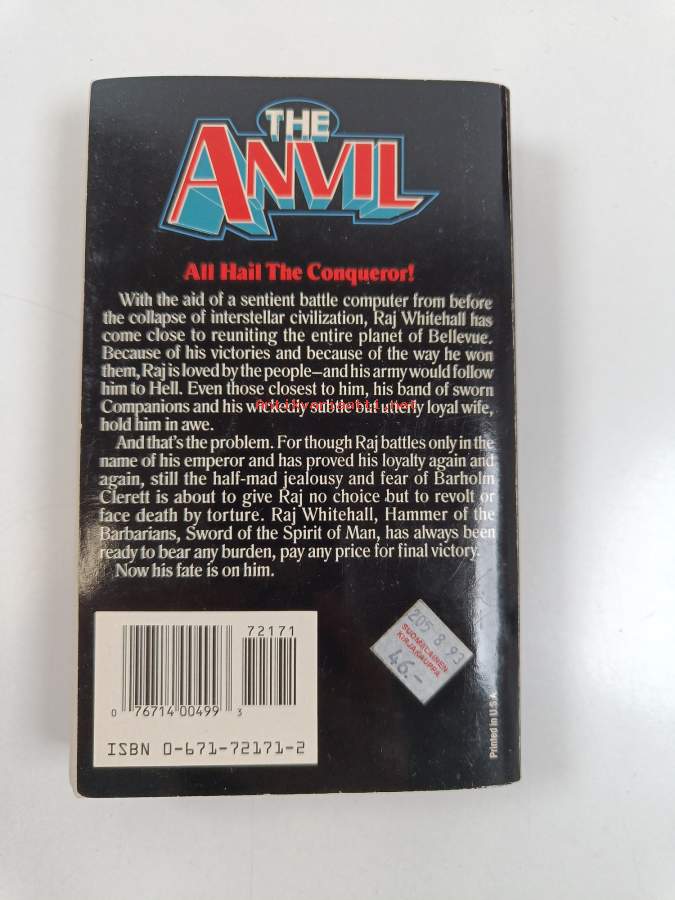 THE
ANVIL
All Hail The Conqueror!
With the aid of a sentient battle computer from before
the collapse of interstellar civilization, Raj Whitehall has
come close to reuniting the entire planet of Bellevue.
Because of his victories and because of the way he won
them, Raj is loved by the people—and his army would follow
him to Hell. Even those closest to him, his band of sworn
Companions and his wickedly subtle but utterly loyal wife,
hold him in awe.
And that's the problem. For though Raj battles only in the
name of his emperor and has proved his loyalty again and
again, still the half-mad jealousy and fear of Barholm
Clerett is about to give Raj no choice but to revolt or
face death by torture. Raj Whitehall, Hammer of the
Barbarians, Sword of the Spirit of Man, has always been
ready to bear any burden, pay any price for final victory.
Now his fate is on him.
72171
0 76714 00499 3
ISBN 0-671-72171-2
205 8 93
SUOMALAINEN
KIRJAKAUPPA
46.-
Printed in U.S.A.